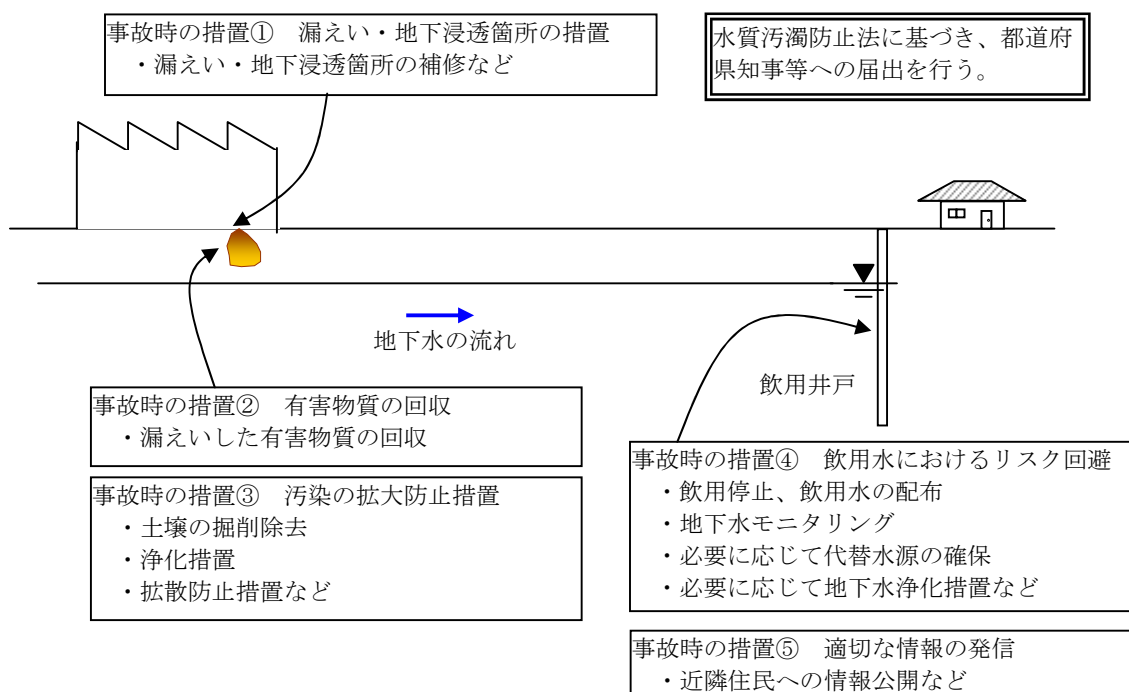 事故時の措置① 漏えい・地下浸透箇所の措置
・漏えい・地下浸透箇所の補修など
水質汚濁防止法に基づき、都道府
県知事等への届出を行う。
地下水の流れ
飲用井戸
事故時の措置② 有害物質の回収
・漏えいした有害物質の回収
事故時の措置③ 汚染の拡大防止措置
・土壌の掘削除去
・浄化措置
・拡散防止措置など
事故時の措置④ 飲用水におけるリスク回避
・飲用停止、飲用水の配布
・地下水モニタリング
・必要に応じて代替水源の確保
・必要に応じて地下水浄化措置など
事故時の措置⑤ 適切な情報の発信
・近隣住民への情報公開など